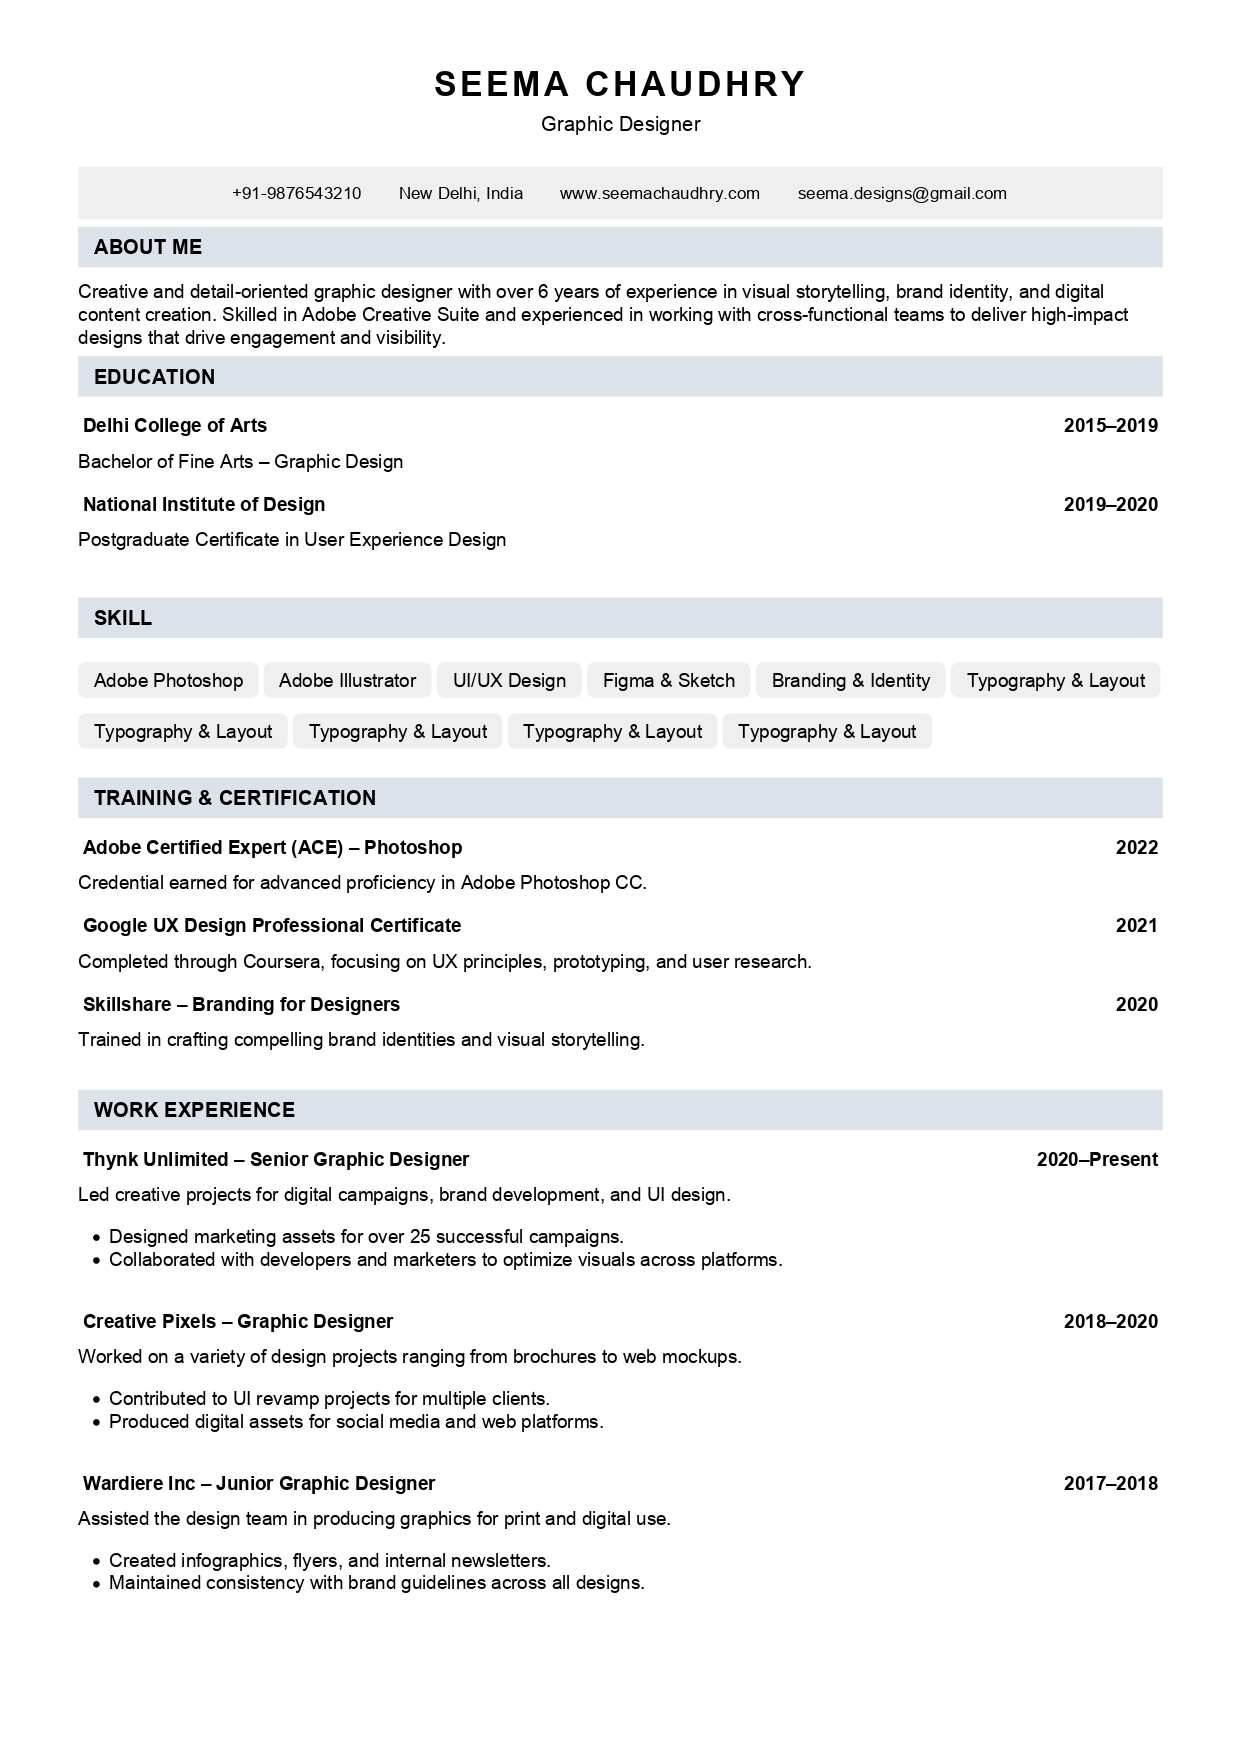 SEEMA CHAUDHRY
Graphic Designer
+91-9876543210 New Delhi, India www.seemachaudhry.com seema.designs@gmail.com
ABOUT ME
Creative and detail-oriented graphic designer with over 6 years of experience in visual storytelling, brand identity, and digital
content creation. Skilled in Adobe Creative Suite and experienced in working with cross-functional teams to deliver high-impact
designs that drive engagement and visibility.
EDUCATION
Delhi College of Arts 2015–2019
Bachelor of Fine Arts – Graphic Design
National Institute of Design 2019–2020
Postgraduate Certificate in User Experience Design
SKILL
Adobe Photoshop Adobe Illustrator UI/UX Design Figma & Sketch Branding & Identity Typography & Layout
Typography & Layout Typography & Layout Typography & Layout Typography & Layout
TRAINING & CERTIFICATION
Adobe Certified Expert (ACE) – Photoshop 2022
Credential earned for advanced proficiency in Adobe Photoshop CC.
Google UX Design Professional Certificate 2021
Completed through Coursera, focusing on UX principles, prototyping, and user research.
Skillshare – Branding for Designers 2020
Trained in crafting compelling brand identities and visual storytelling.
WORK EXPERIENCE
Thynk Unlimited – Senior Graphic Designer 2020–Present
Led creative projects for digital campaigns, brand development, and UI design.
• Designed marketing assets for over 25 successful campaigns.
• Collaborated with developers and marketers to optimize visuals across platforms.
Creative Pixels – Graphic Designer 2018–2020
Worked on a variety of design projects ranging from brochures to web mockups.
• Contributed to UI revamp projects for multiple clients.
• Produced digital assets for social media and web platforms.
Wardiere Inc – Junior Graphic Designer 2017–2018
Assisted the design team in producing graphics for print and digital use.
• Created infographics, flyers, and internal newsletters.
• Maintained consistency with brand guidelines across all designs.